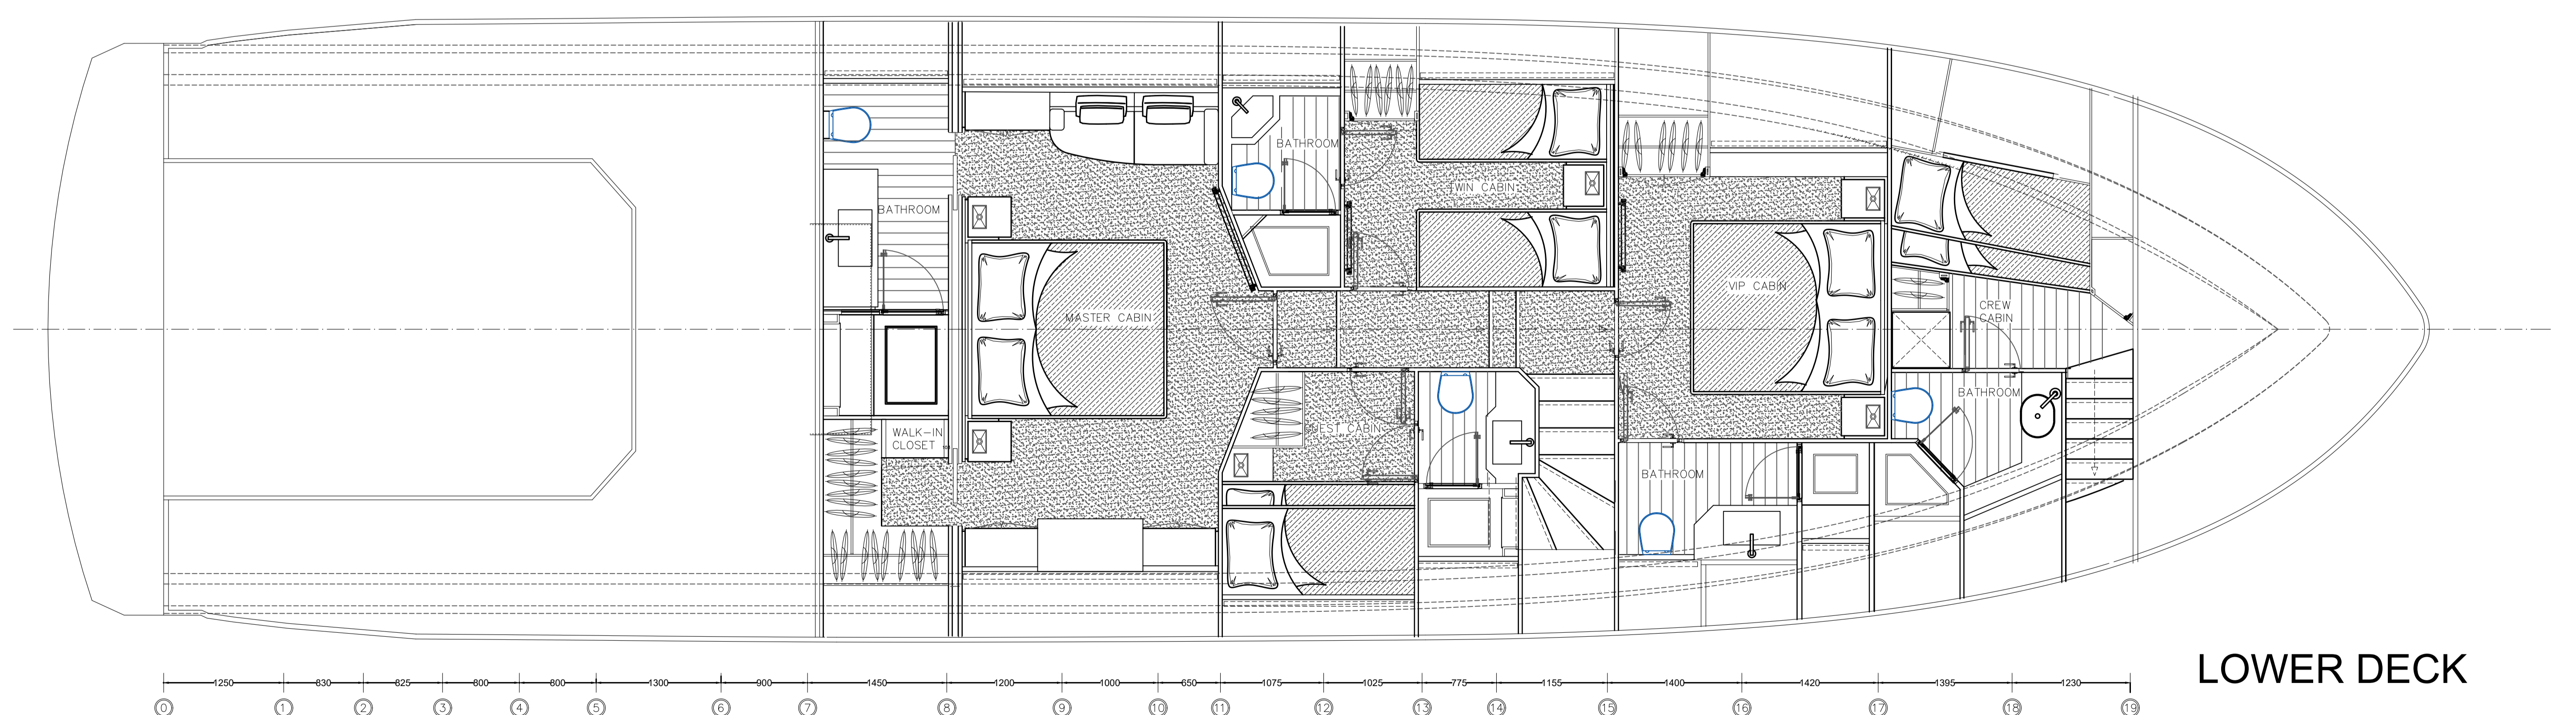 BATHROOM
WIN CABIN
BATHROOM
VIP CABIN
CREW
CABIN
MASTER CABIN
BATHROOM
WALK-IN
CLOSET
UEST CABIN
BATHROOM
LOWER DECK
1250 830 825 800 800 1300 900 1450 1200 1000 650 1075 1025 775 1155 1400 1420 1395 1230
0 1 2 3 4 5 6 7 8 9 10 11 12 13 14 15 16 17 18 19